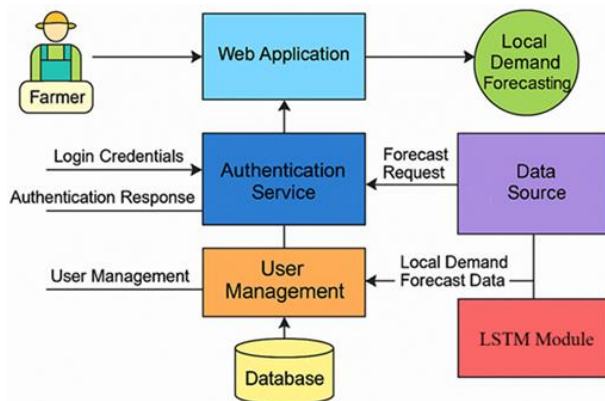 Farmer
Web Application
Local
Demand
Forecasting
Login Credentials
Authentication Response
Authentication
Service
Forecast
Request
Data
Source
User Management
User
Management
Local Demand
Forecast Data
LSTM Module
Database